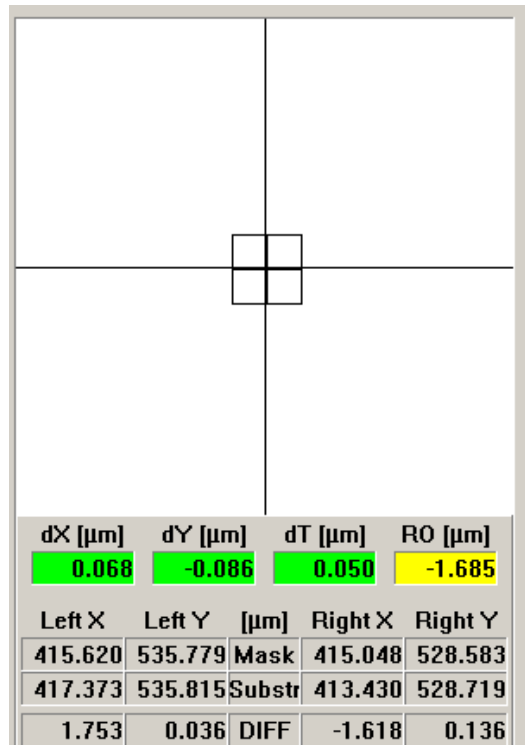 dX [µm] dY [µm] dT [µm] RO [µm]
0.068 -0.086 0.050 -1.685
Left X Left Y [µm] Right X Right Y
415.620 535.779 Mask 415.048 528.583
417.373 535.815 Substr 413.430 528.719
1.753 0.036 DIFF -1.618 0.136